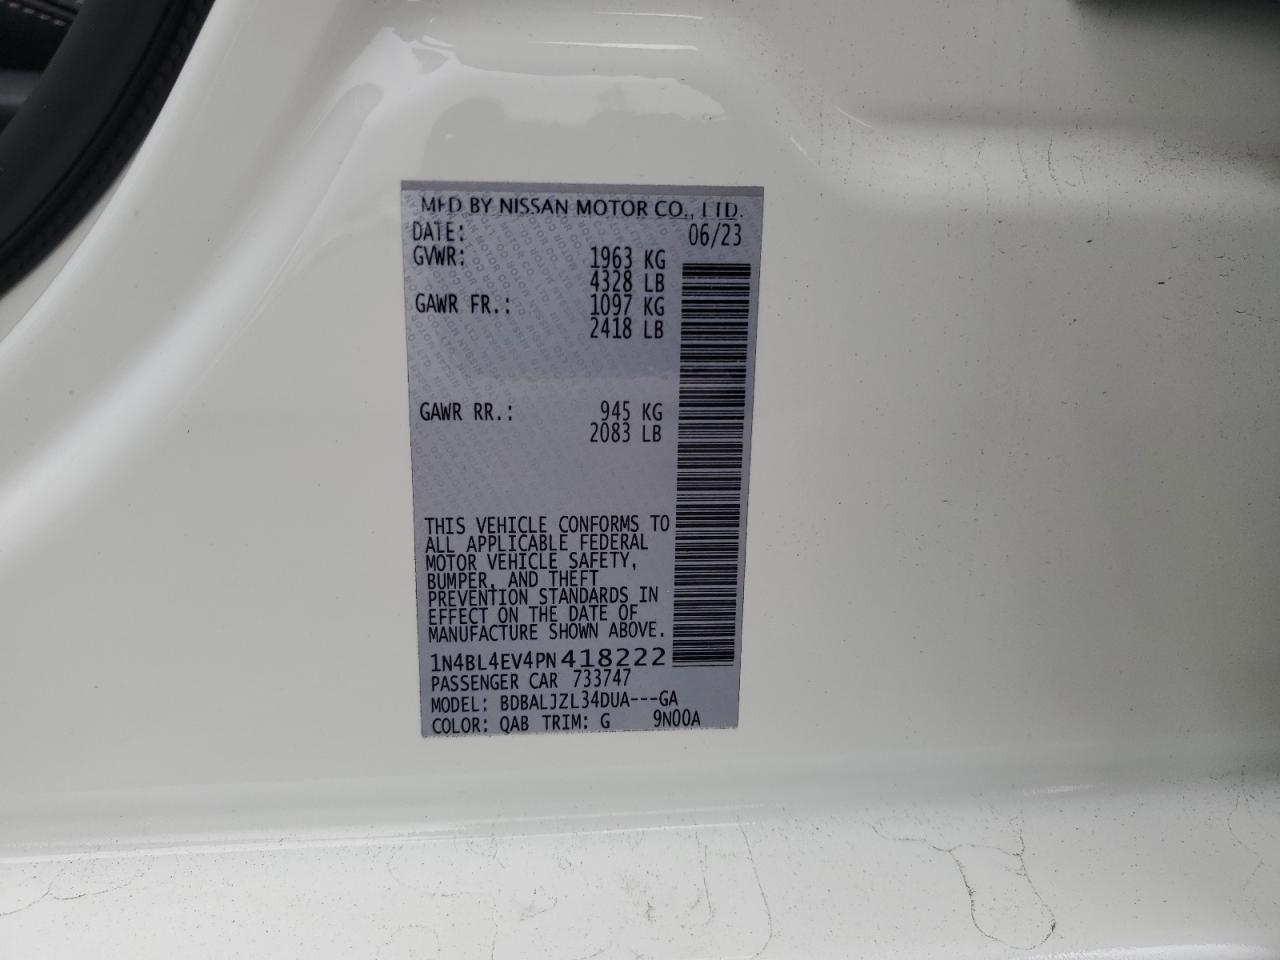 MFD BY NISSAN MOTOR CO., LTD.
DATE: 06/23
GVWR: 1963 KG
4328 LB
GAWR FR.: 1097 KG
2418 LB
GAWR RR.: 945 KG
2083 LB
THIS VEHICLE CONFORMS TO
ALL APPLICABLE FEDERAL
MOTOR VEHICLE SAFETY,
BUMPER, AND THEFT
PREVENTION STANDARDS IN
EFFECT ON THE DATE OF
MANUFACTURE SHOWN ABOVE.
1N4BL4EV4PN418222
PASSENGER CAR 733747
MODEL: BDBALJZL34DUA---GA
COLOR: QAB TRIM: G 9N00A